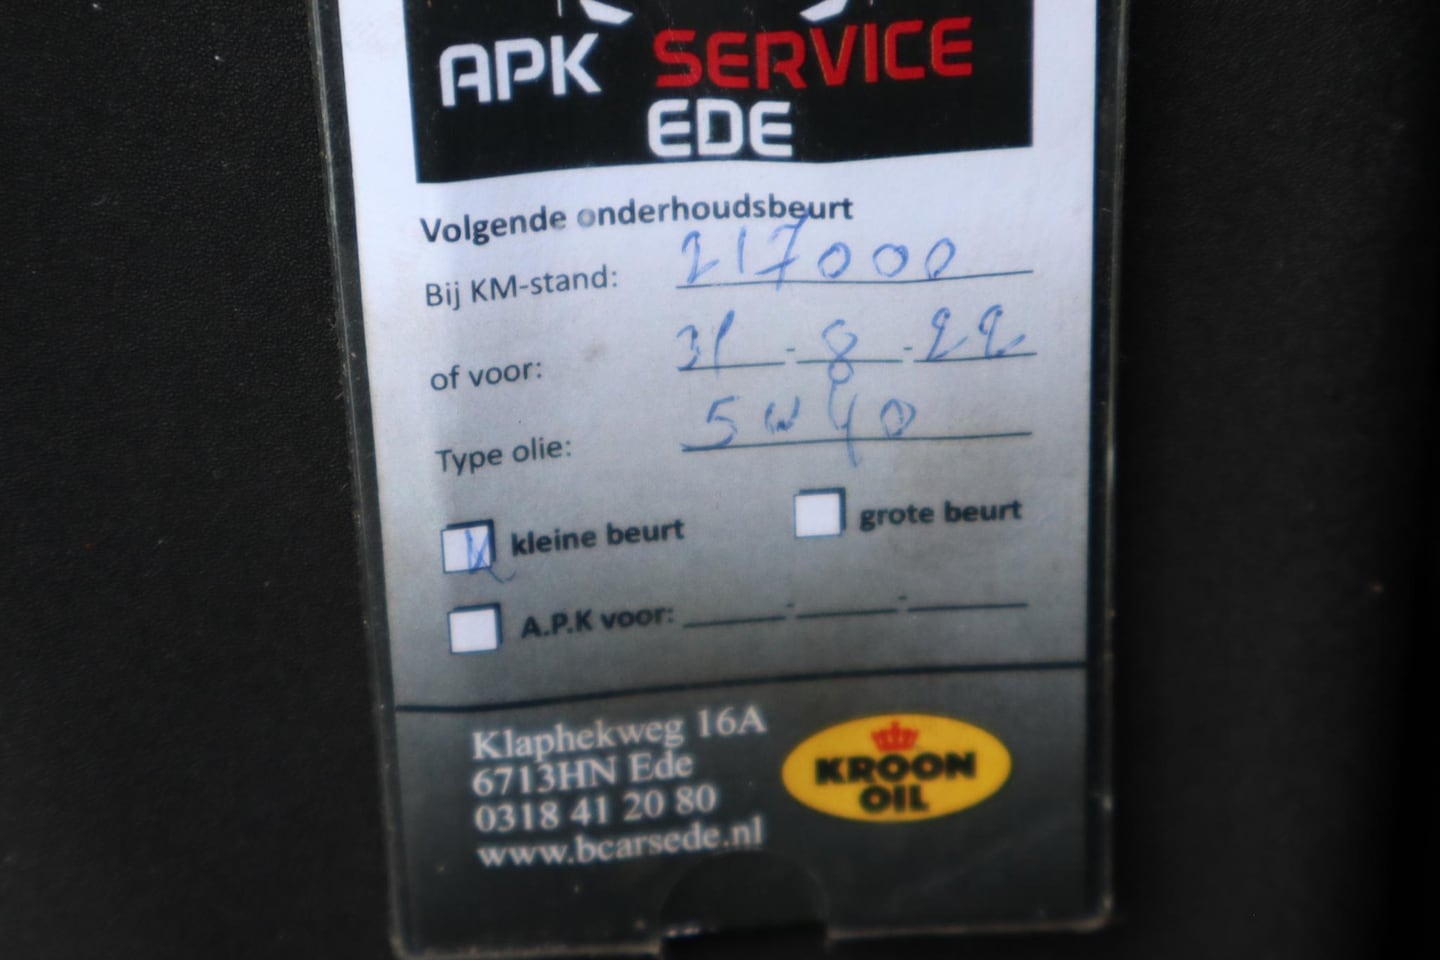 APK SERVICE
EDE
Volgende onderhoudsbeurt
Bij KM-stand: 217000
of voor: 31 - 8 - 22
Type olie: 5w40
kleine beurt grote beurt
A.P.K voor: - -
Klaphekweg 16A
6713HN Ede
0318 41 20 80
www.bcarsede.nl
KROON
OIL